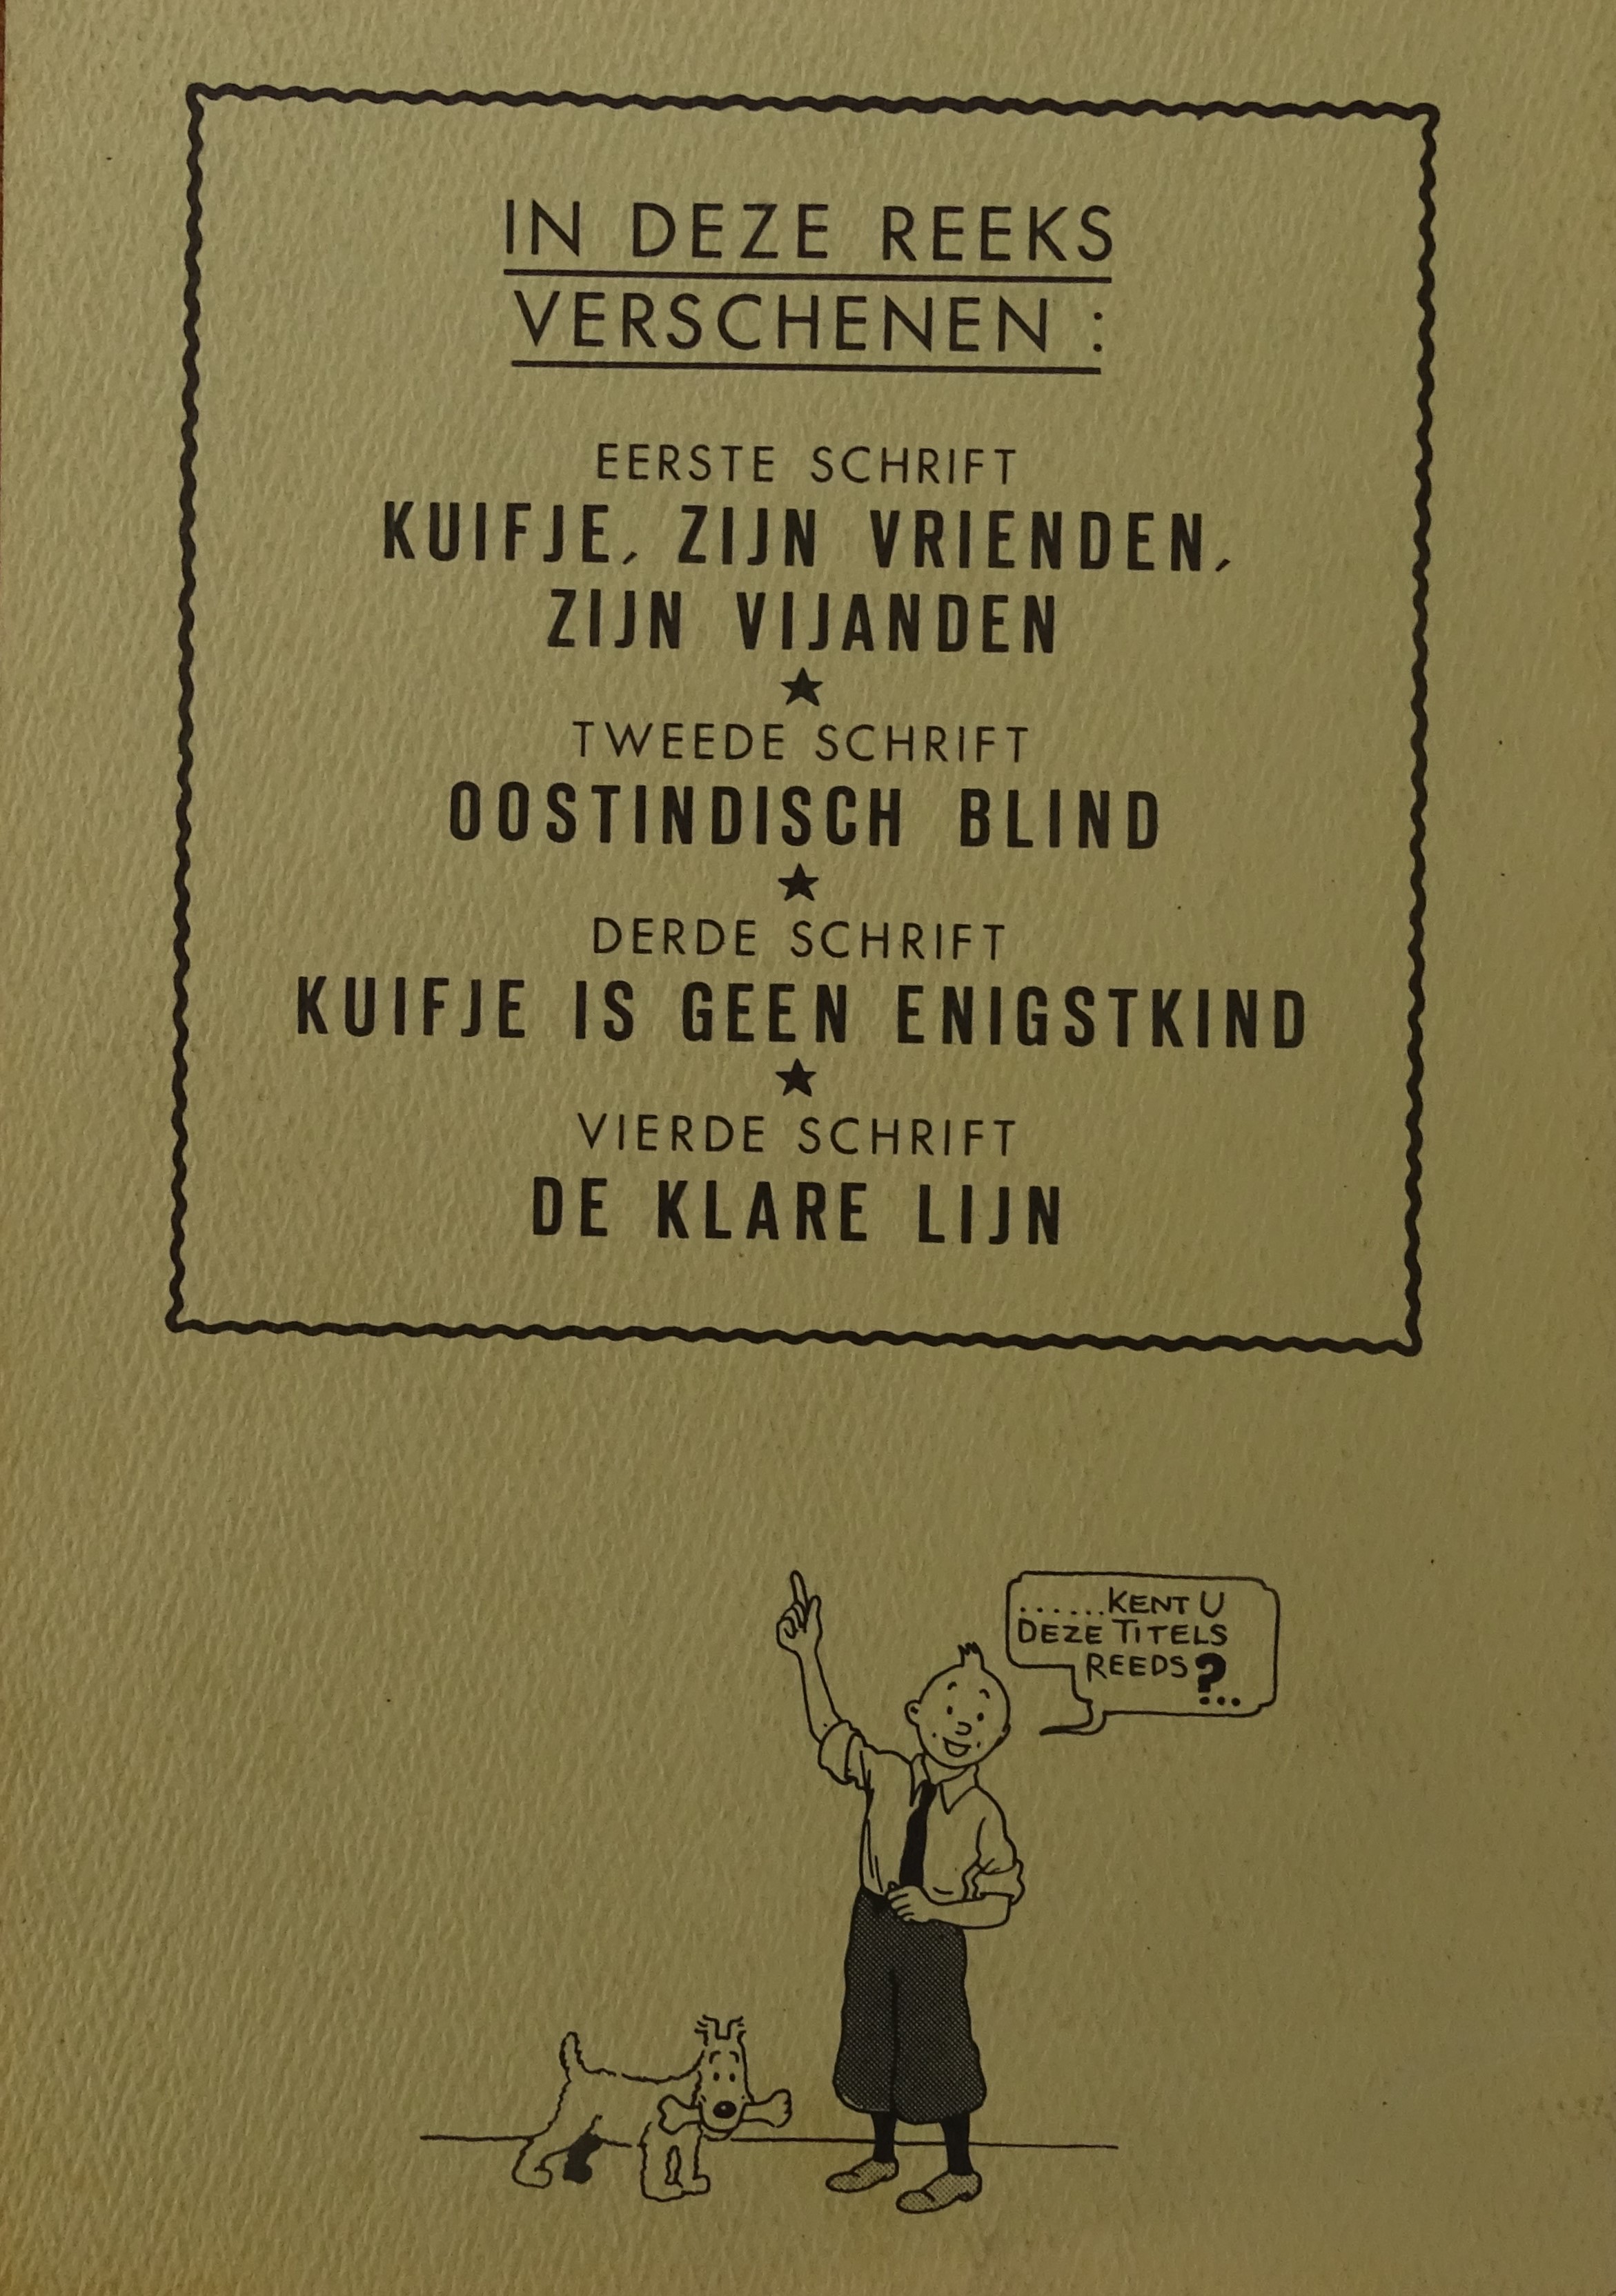 IN DEZE REEKS
VERSCHENEN :
EERSTE SCHRIFT
KUIFJE, ZIJN VRIENDEN,
ZIJN VIJANDEN
★
TWEEDE SCHRIFT
OOSTINDISCH BLIND
★
DERDE SCHRIFT
KUIFJE IS GEEN ENIGSTKIND
★
VIERDE SCHRIFT
DE KLARE LIJN
......KENT U
DEZE TITELS
REEDS?
...